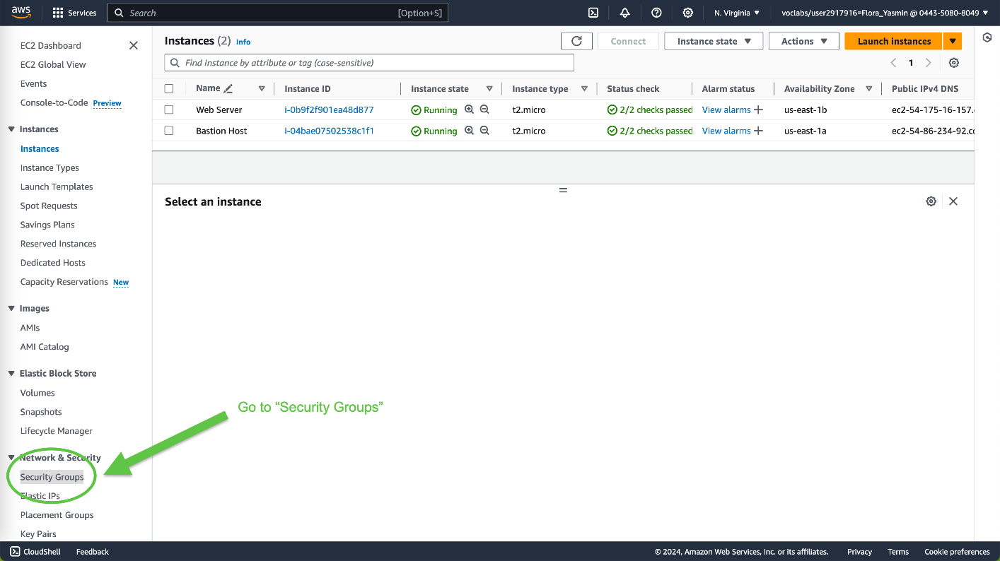 aws Services Search [Option+S] N. Virginia voclabs/user2917916=Flora_Yasmin @ 0443-5080-8049
EC2 Dashboard
EC2 Global View
Events
Console-to-Code Preview
Instances
Instances
Instance Types
Launch Templates
Spot Requests
Savings Plans
Reserved Instances
Dedicated Hosts
Capacity Reservations New
Images
AMIs
AMI Catalog
Elastic Block Store
Volumes
Snapshots
Lifecycle Manager
Network & Security
Security Groups
Elastic IPs
Placement Groups
Key Pairs
Instances (2) Info Connect Instance state Actions Launch instances
Find Instance by attribute or tag (case-sensitive) 1
Name Instance ID Instance state Instance type Status check Alarm status Availability Zone Public IPv4 DNS
Web Server i-0b9f2f901ea48d877 Running t2.micro 2/2 checks passed View alarms us-east-1b ec2-54-175-16-157.
Bastion Host i-04bae07502538c1f1 Running t2.micro 2/2 checks passed View alarms us-east-1a ec2-54-86-234-92.co
Select an instance
Go to “Security Groups”
CloudShell Feedback © 2024, Amazon Web Services, Inc. or its affiliates. Privacy Terms Cookie preferences